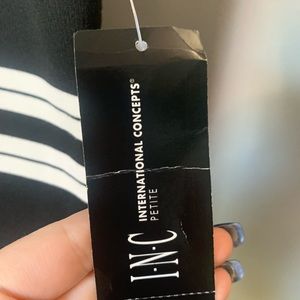 I·N·C
INTERNATIONAL CONCEPTS®
PETITE